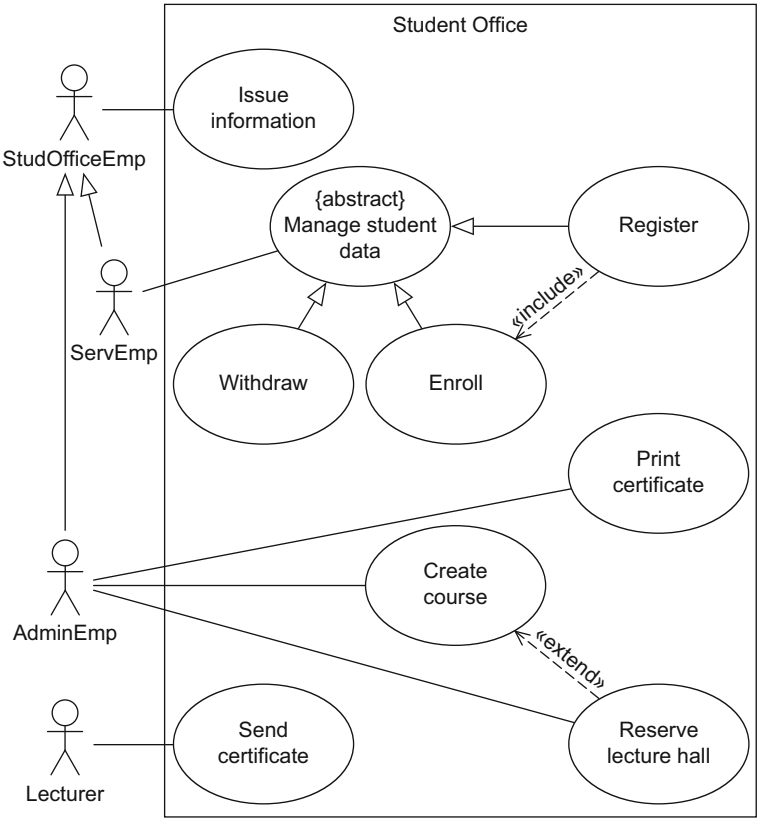 Student Office
Issue
information
StudOfficeEmp
{abstract}
Manage student
data
Register
«include»
ServEmp
Withdraw
Enroll
Print
certificate
Create
course
AdminEmp
«extend»
Send
certificate
Reserve
lecture hall
Lecturer